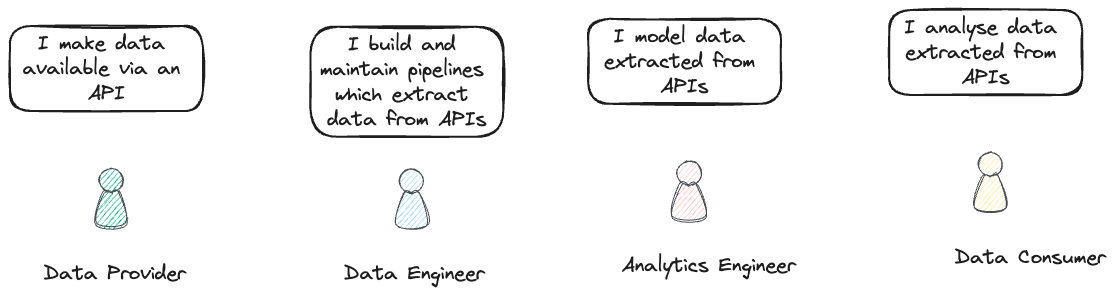 I make data
available via an
API
I build and
maintain pipelines
which extract
data from APIs
I model data
extracted from
APIs
I analyse data
extracted from
APIs
Data Provider
Data Engineer
Analytics Engineer
Data Consumer